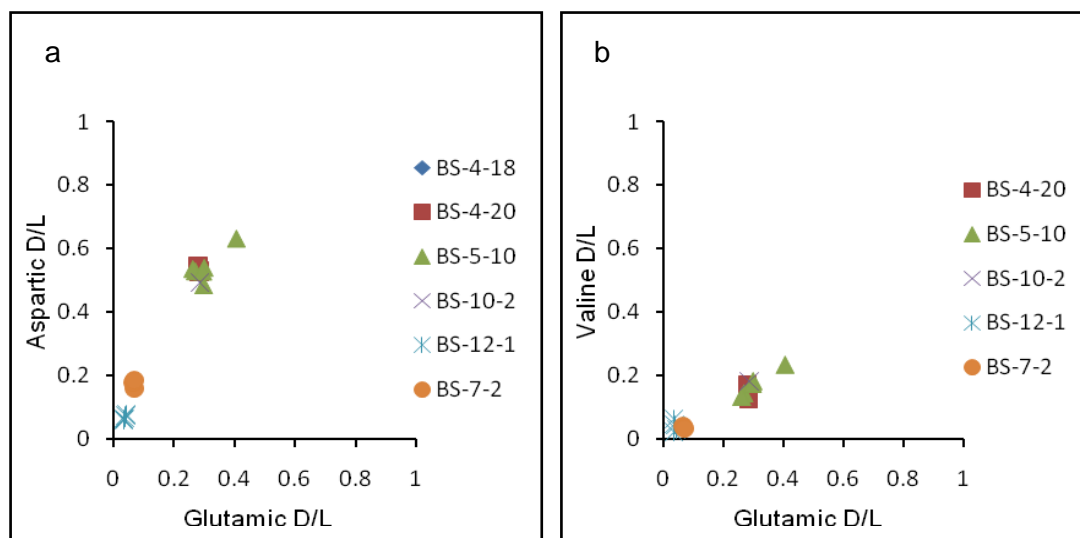 a
Aspartic D/L
1
0.8
0.6
0.4
0.2
0
0 0.2 0.4 0.6 0.8 1
Glutamic D/L
BS-4-18
BS-4-20
BS-5-10
BS-10-2
BS-12-1
BS-7-2
b
Valine D/L
1
0.8
0.6
0.4
0.2
0
0 0.2 0.4 0.6 0.8 1
Glutamic D/L
BS-4-20
BS-5-10
BS-10-2
BS-12-1
BS-7-2